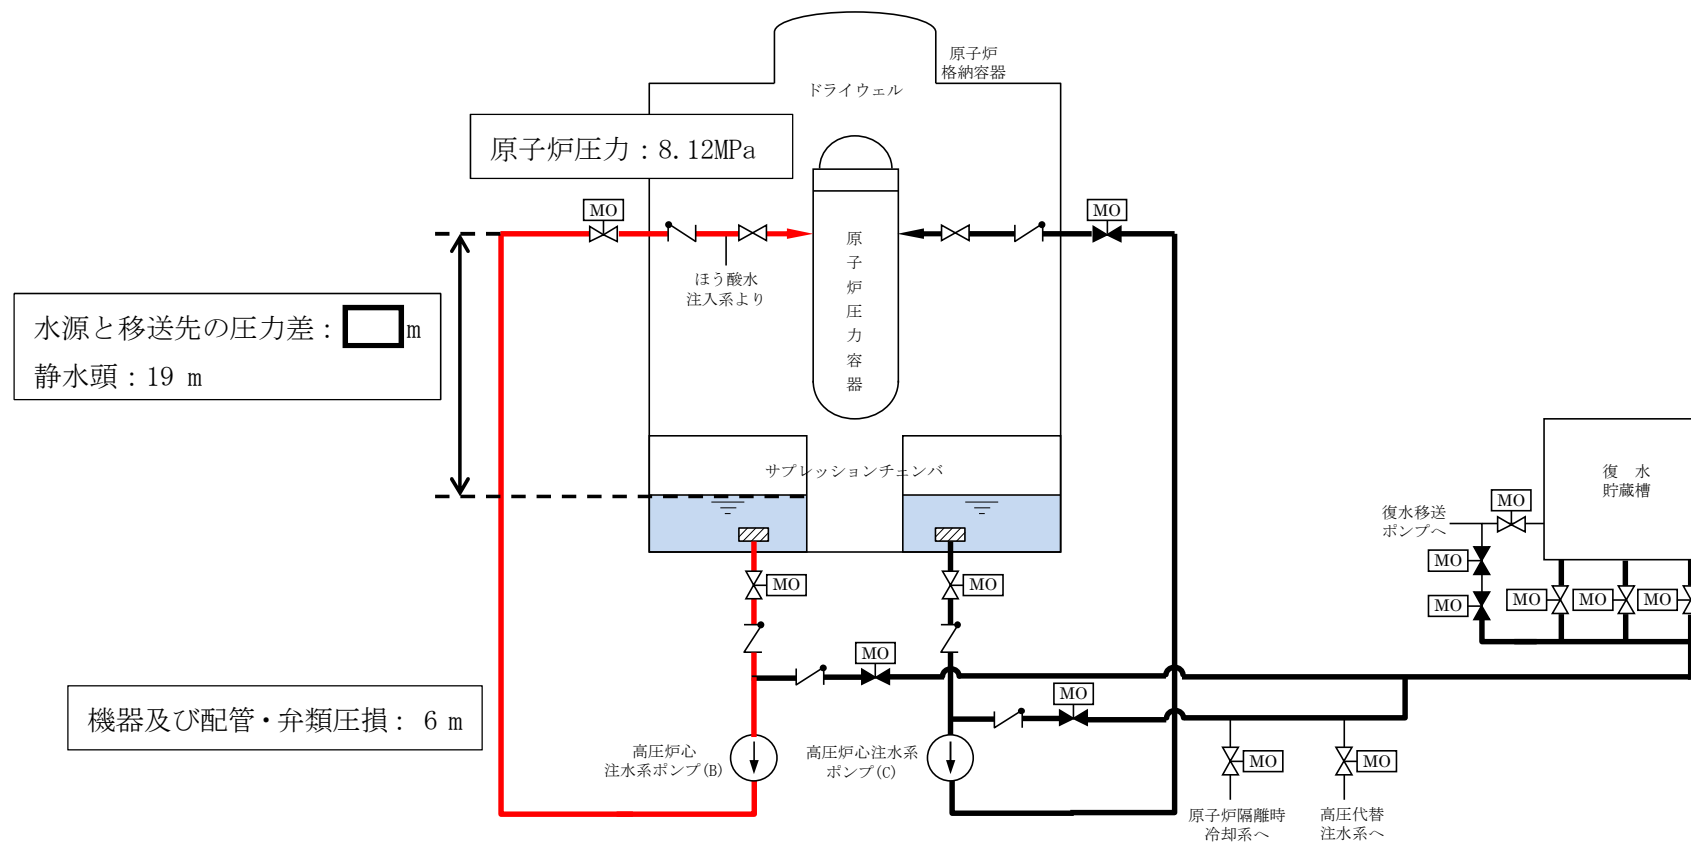 原子炉
格納容器
ドライウェル
原子炉圧力：8.12MPa
MO
MO
原子炉圧力容器
ほう酸水
注入系より
水源と移送先の圧力差： m
静水頭：19 m
サプレッションチェンバ
復 水
貯蔵槽
MO
復水移送
ポンプへ
MO
MO
MO
MO
MO
MO
MO
MO
MO
MO
機器及び配管・弁類圧損： 6 m
高圧炉心
注水系ポンプ(B)
高圧炉心注水系
ポンプ(C)
MO
MO
原子炉隔離時
冷却系へ
高圧代替
注水系へ